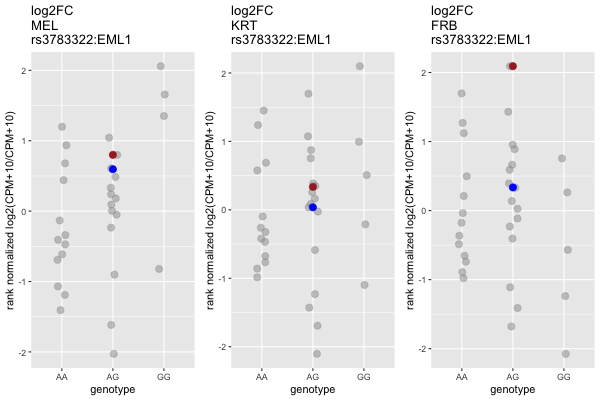 log2FC
MEL
rs3783322:EML1
rank normalized log2(CPM+10/CPM+10)
2
1
0
-1
-2
AA
AG
GG
genotype
log2FC
KRT
rs3783322:EML1
rank normalized log2(CPM+10/CPM+10)
2
1
0
-1
-2
AA
AG
GG
genotype
log2FC
FRB
rs3783322:EML1
rank normalized log2(CPM+10/CPM+10)
2
1
0
-1
-2
AA
AG
GG
genotype